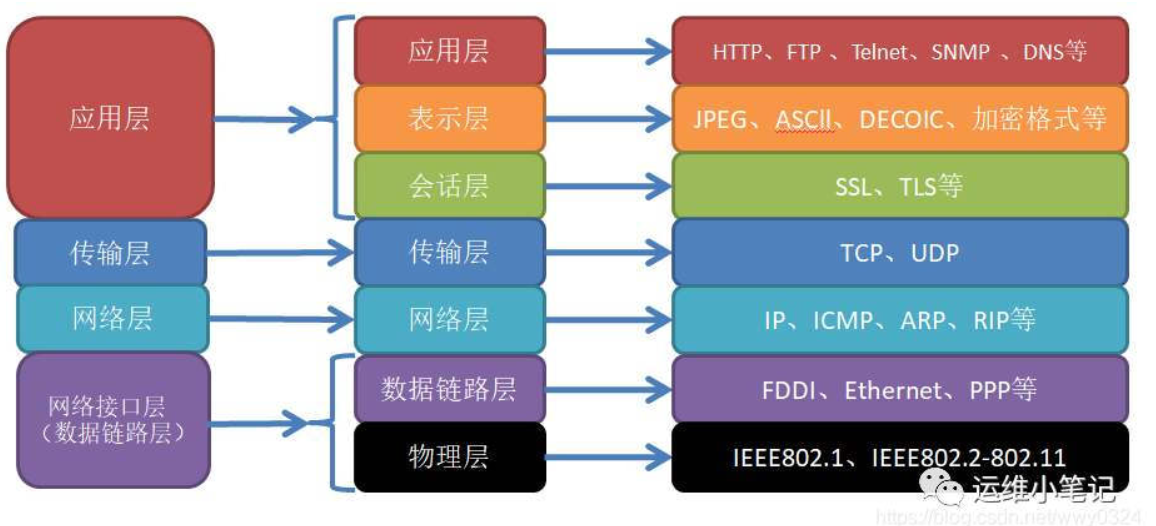 应用层
应用层
HTTP、FTP 、Telnet、SNMP 、DNS等
表示层
JPEG、ASCll、DECOIC、加密格式等
会话层
SSL、TLS等
传输层
传输层
TCP、UDP
网络层
网络层
IP、ICMP、ARP、RIP等
网络接口层
（数据链路层）
数据链路层
FDDI、Ethernet、PPP等
物理层
IEEE802.1、IEEE802.2-802.11
运维小笔记
https://blog.csdn.net/wwy0324